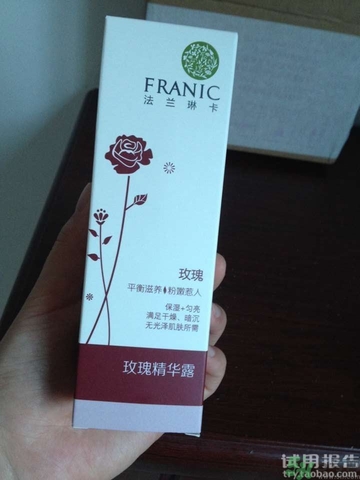 FRANIC
法兰琳卡
玫瑰
平衡滋养 粉嫩惹人
保湿+匀亮
满足干燥、暗沉
无光泽肌肤所需
玫瑰精华露
试用报告
try.taobao.com